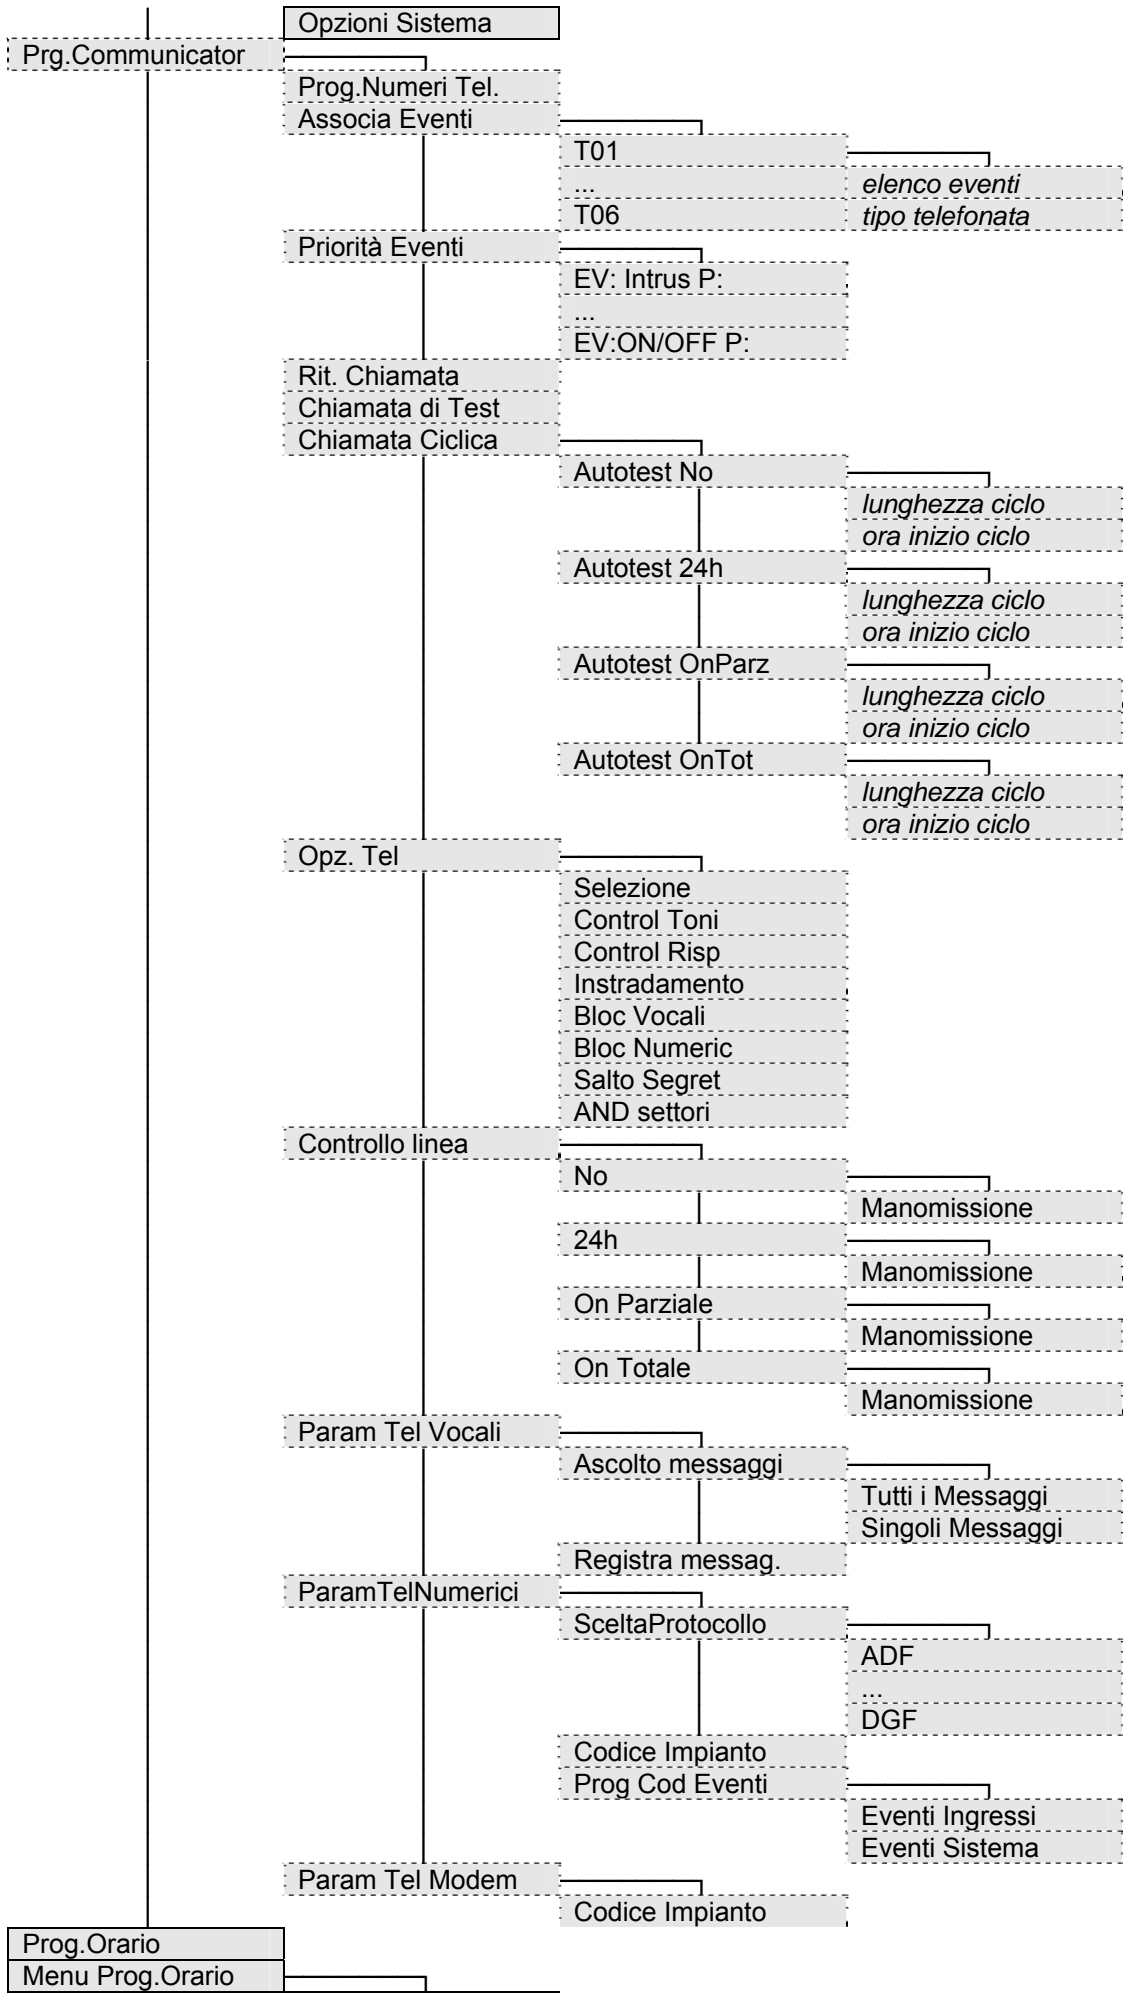 Opzioni Sistema
Prg.Communicator
Prog.Numeri Tel.
Associa Eventi
T01
... elenco eventi
T06 tipo telefonata
Priorità Eventi
EV: Intrus P:
...
EV:ON/OFF P:
Rit. Chiamata
Chiamata di Test
Chiamata Ciclica
Autotest No
lunghezza ciclo
ora inizio ciclo
Autotest 24h
lunghezza ciclo
ora inizio ciclo
Autotest OnParz
lunghezza ciclo
ora inizio ciclo
Autotest OnTot
lunghezza ciclo
ora inizio ciclo
Opz. Tel
Selezione
Control Toni
Control Risp
Instradamento
Bloc Vocali
Bloc Numeric
Salto Segret
AND settori
Controllo linea
No
Manomissione
24h
Manomissione
On Parziale
Manomissione
On Totale
Manomissione
Param Tel Vocali
Ascolto messaggi
Tutti i Messaggi
Singoli Messaggi
Registra messag.
ParamTelNumerici
SceltaProtocollo
ADF
...
DGF
Codice Impianto
Prog Cod Eventi
Eventi Ingressi
Eventi Sistema
Param Tel Modem
Codice Impianto
Prog.Orario
Menu Prog.Orario